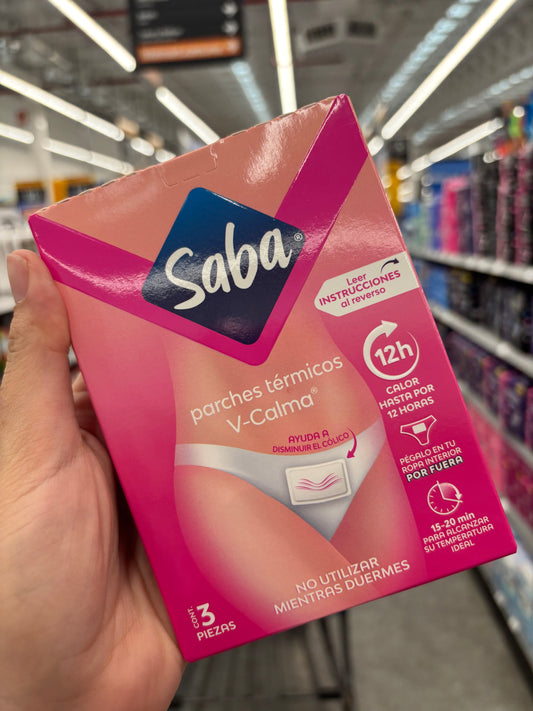 Saba®
Leer
INSTRUCCIONES
al reverso
parches térmicos
V-Calma®
12h
CALOR
HASTA POR
12 HORAS
AYUDA A
DISMINUIR EL CÓLICO
PÉGALO EN TU
ROPA INTERIOR
POR FUERA
15-20 min
PARA ALCANZAR
SU TEMPERATURA
IDEAL
NO UTILIZAR
MIENTRAS DUERMES
CONT.
3
PIEZAS